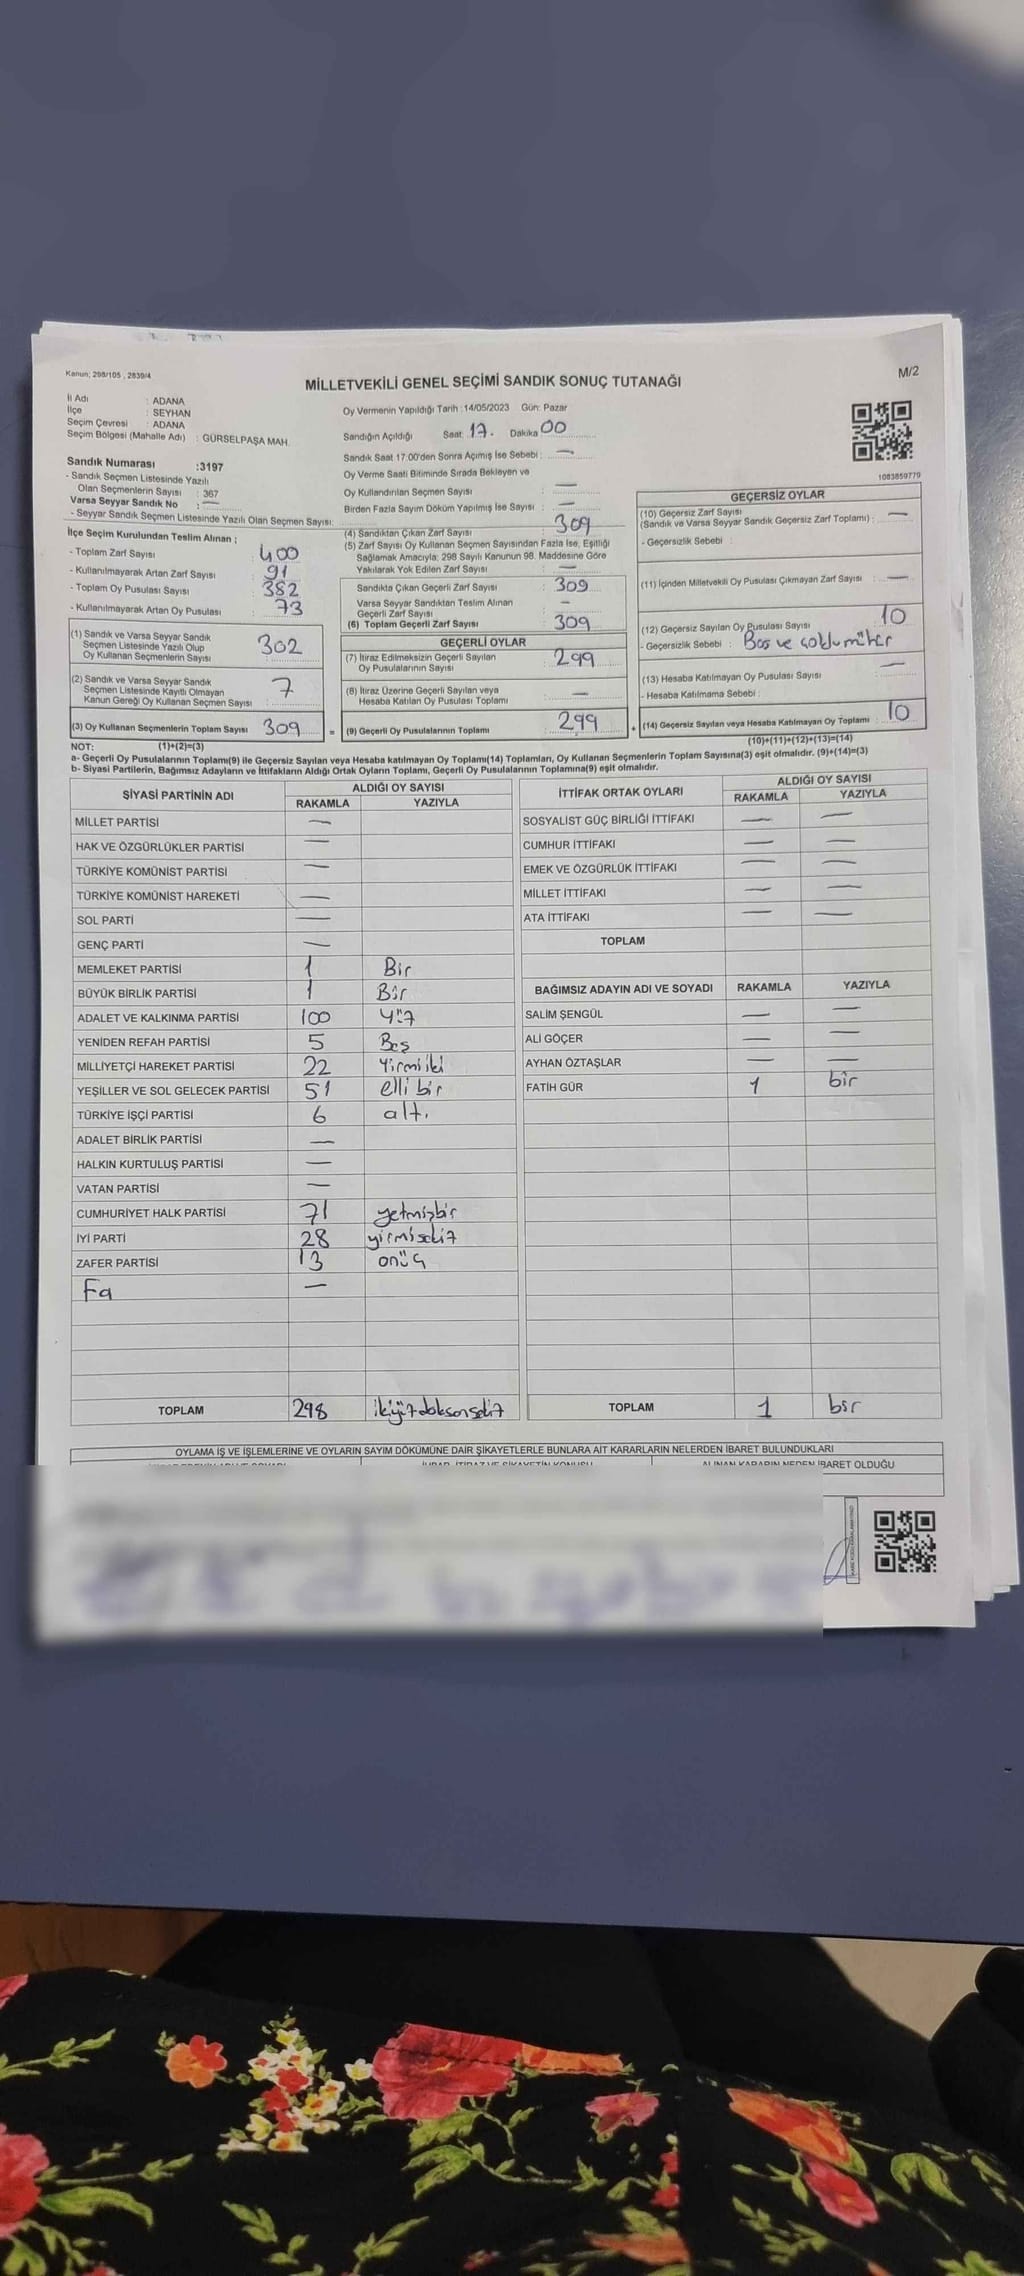 Kanun; 298/105 , 2839/4
MİLLETVEKİLİ GENEL SEÇİMİ SANDIK SONUÇ TUTANAĞI
M/2
İl Adı : ADANA
İlçe : SEYHAN
Seçim Çevresi : ADANA
Seçim Bölgesi (Mahalle Adı) : GÜRSELPAŞA MAH.
Sandık Numarası :3197
- Sandık Seçmen Listesinde Yazılı
Olan Seçmenlerin Sayısı : 367
Varsa Seyyar Sandık No : —
- Seyyar Sandık Seçmen Listesinde Yazılı Olan Seçmen Sayısı:
İlçe Seçim Kurulundan Teslim Alınan ;
- Toplam Zarf Sayısı : 400
- Kullanılmayarak Artan Zarf Sayısı : 91
- Toplam Oy Pusulası Sayısı : 382
- Kullanılmayarak Artan Oy Pusulası : 73
(1) Sandık ve Varsa Seyyar Sandık
Seçmen Listesinde Yazılı Olup
Oy Kullanan Seçmenlerin Sayısı : 302
(2) Sandık ve Varsa Seyyar Sandık
Seçmen Listesinde Kayıtlı Olmayan
Kanun Gereği Oy Kullanan Seçmen Sayısı : 7
(3) Oy Kullanan Seçmenlerin Toplam Sayısı : 309
Oy Vermenin Yapıldığı Tarih :14/05/2023 Gün: Pazar
Sandığın Açıldığı Saat: 17. Dakika 00
Sandık Saat 17:00'den Sonra Açımış İse Sebebi : —
Oy Verme Saati Bitiminde Sırada Bekleyen ve
Oy Kullandırılan Seçmen Sayısı : —
Birden Fazla Sayım Döküm Yapılmış İse Sayısı : —
(4) Sandıktan Çıkan Zarf Sayısı : 309
(5) Zarf Sayısı Oy Kullanan Seçmen Sayısından Fazla İse, Eşitliği
Sağlamak Amacıyla; 298 Sayılı Kanunun 98. Maddesine Göre
Yakılarak Yok Edilen Zarf Sayısı : —
Sandıkta Çıkan Geçerli Zarf Sayısı : 309
Varsa Seyyar Sandıktan Teslim Alınan
Geçerli Zarf Sayısı : —
(6) Toplam Geçerli Zarf Sayısı : 309
GEÇERLİ OYLAR
(7) İtiraz Edilmeksizin Geçerli Sayılan
Oy Pusulalarının Sayısı : 299
(8) İtiraz Üzerine Geçerli Sayılan veya
Hesaba Katılan Oy Pusulası Toplamı : —
= (9) Geçerli Oy Pusulalarının Toplamı : 299
1083859779
GEÇERSİZ OYLAR
(10) Geçersiz Zarf Sayısı
(Sandık ve Varsa Seyyar Sandık Geçersiz Zarf Toplamı) : —
- Geçersizlik Sebebi :
(11) İçinden Milletvekili Oy Pusulası Çıkmayan Zarf Sayısı : —
(12) Geçersiz Sayılan Oy Pusulası Sayısı : 10
- Geçersizlik Sebebi : Boş ve çoklu mühür
(13) Hesaba Katılmayan Oy Pusulası Sayısı : —
- Hesaba Katılmama Sebebi :
+ (14) Geçersiz Sayılan veya Hesaba Katılmayan Oy Toplamı : 10
NOT: (1)+(2)=(3)
(10)+(11)+(12)+(13)=(14)
a- Geçerli Oy Pusulalarının Toplamı(9) ile Geçersiz Sayılan veya Hesaba katılmayan Oy Toplamı(14) Toplamları, Oy Kullanan Seçmenlerin Toplam Sayısına(3) eşit olmalıdır. (9)+(14)=(3)
b- Siyasi Partilerin, Bağımsız Adayların ve İttifakların Aldığı Ortak Oyların Toplamı, Geçerli Oy Pusulalarının Toplamına(9) eşit olmalıdır.
ŞİYASİ PARTİNİN ADI ALDIĞI OY SAYISI
RAKAMLA YAZIYLA
MİLLET PARTİSİ —
HAK VE ÖZGÜRLÜKLER PARTİSİ —
TÜRKİYE KOMÜNİST PARTİSİ —
TÜRKİYE KOMÜNİST HAREKETİ —
SOL PARTİ —
GENÇ PARTİ —
MEMLEKET PARTİSİ 1 Bir
BÜYÜK BİRLİK PARTİSİ 1 Bir
ADALET VE KALKINMA PARTİSİ 100 Yüz
YENİDEN REFAH PARTİSİ 5 Beş
MİLLİYETÇİ HAREKET PARTİSİ 22 Yirmi iki
YEŞİLLER VE SOL GELECEK PARTİSİ 51 elli bir
TÜRKİYE İŞÇİ PARTİSİ 6 altı
ADALET BİRLİK PARTİSİ —
HALKIN KURTULUŞ PARTİSİ —
VATAN PARTİSİ —
CUMHURİYET HALK PARTİSİ 71 yetmişbir
İYİ PARTİ 28 yirmisekiz
ZAFER PARTİSİ 13 onüç
Fa —
TOPLAM 298 ikiyüzdoksansekiz
İTTİFAK ORTAK OYLARI ALDIĞI OY SAYISI
RAKAMLA YAZIYLA
SOSYALİST GÜÇ BİRLİĞİ İTTİFAKI — —
CUMHUR İTTİFAKI — —
EMEK VE ÖZGÜRLÜK İTTİFAKI — —
MİLLET İTTİFAKI — —
ATA İTTİFAKI — —
TOPLAM
BAĞIMSIZ ADAYIN ADI VE SOYADI RAKAMLA YAZIYLA
SALİM ŞENGÜL — —
ALİ GÖÇER — —
AYHAN ÖZTAŞLAR — —
FATİH GÜR 1 bir
TOPLAM 1 bir
OYLAMA İŞ VE İŞLEMLERİNE VE OYLARIN SAYIM DÖKÜMÜNE DAİR ŞİKAYETLERLE BUNLARA AİT KARARLARIN NELERDEN İBARET BULUNDUKLARI
ALINAN KARARIN NEDEN İBARET OLDUĞU